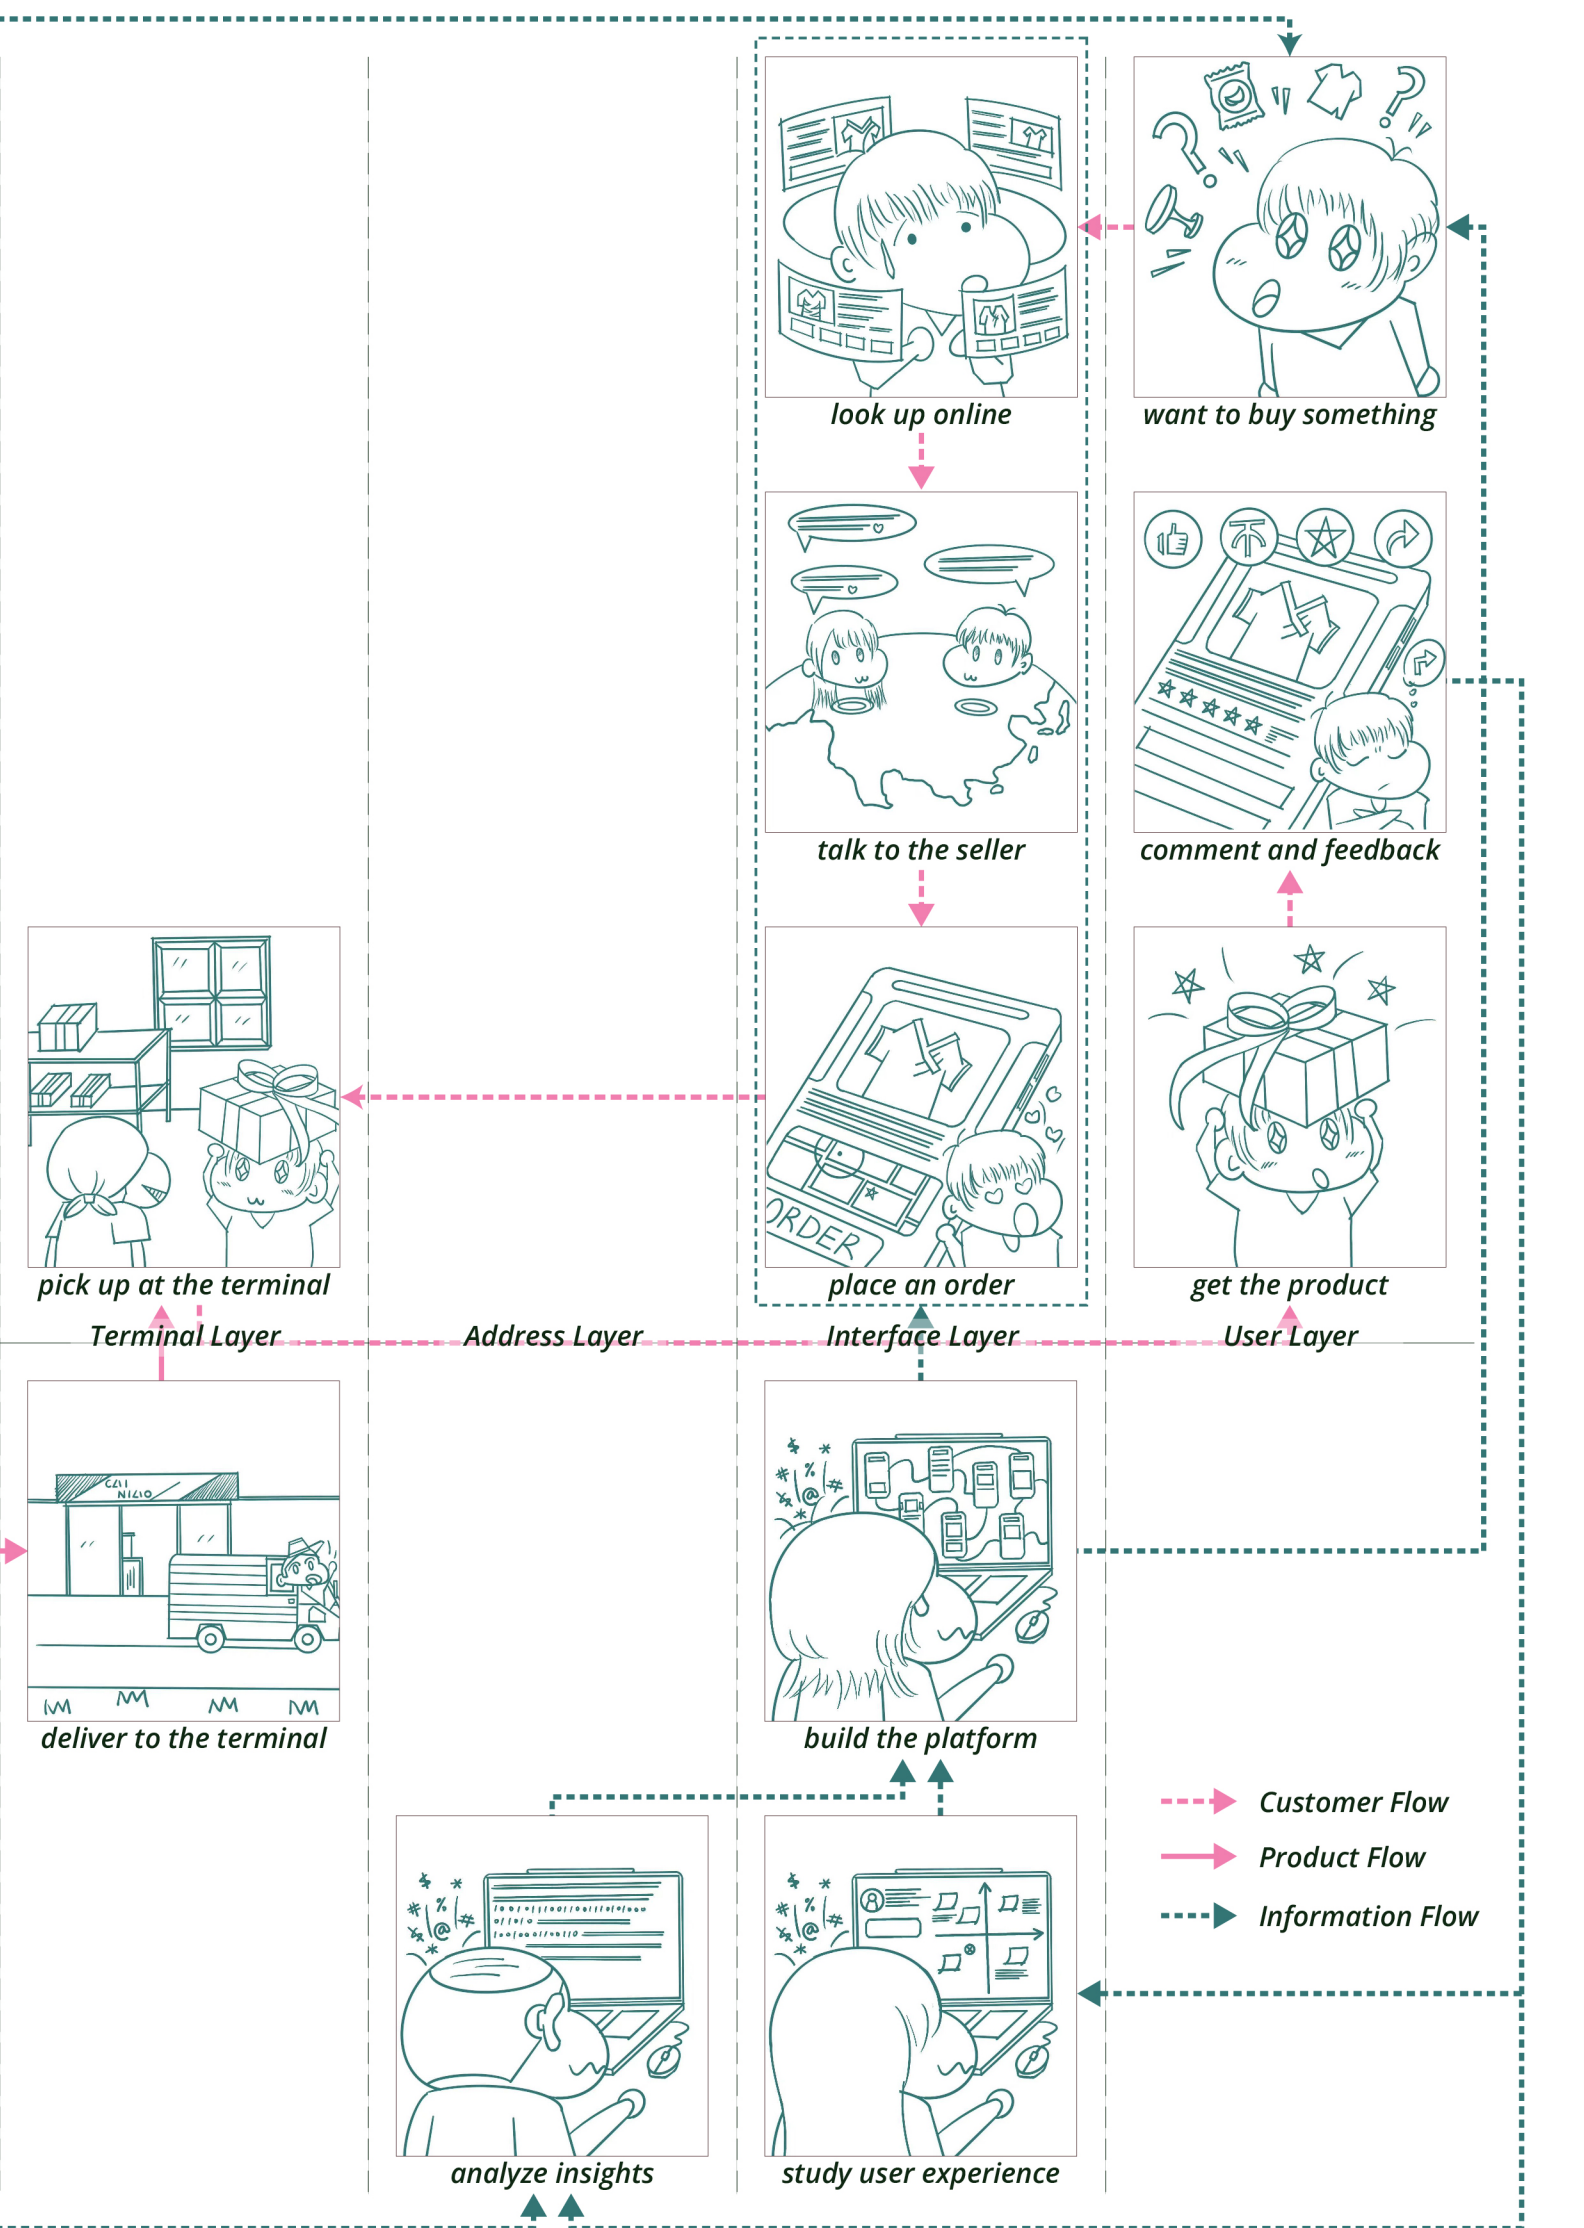 look up online
want to buy something
talk to the seller
comment and feedback
ORDER
pick up at the terminal
place an order
get the product
Terminal Layer
Address Layer
Interface Layer
User Layer
deliver to the terminal
build the platform
Customer Flow
Product Flow
Information Flow
analyze insights
study user experience